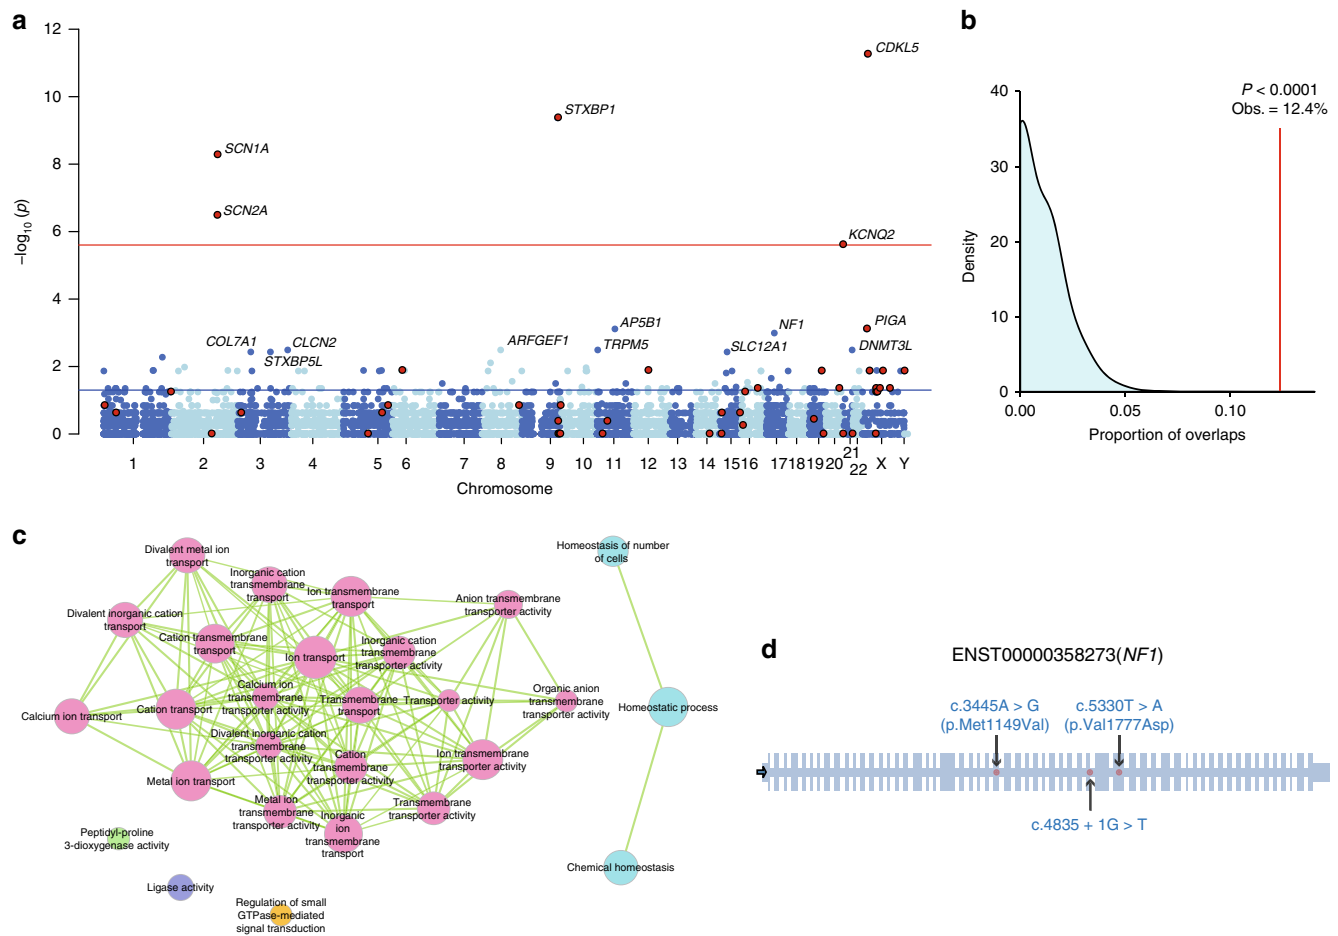 a
12
10
8
6
4
2
0
–log10 (p)
CDKL5
STXBP1
SCN1A
SCN2A
KCNQ2
PIGA
AP5B1
NF1
COL7A1
CLCN2
STXBP5L
ARFGEF1
TRPM5
SLC12A1
DNMT3L
1 2 3 4 5 6 7 8 9 10 11 12 13 14 15 16 17 18 19 20 21 22 X Y
Chromosome
b
P < 0.0001
Obs. = 12.4%
40
30
20
10
0
Density
0.00 0.05 0.10
Proportion of overlaps
c
Divalent metal ion
transport
Inorganic cation
transmembrane
transport
Ion transmembrane
transport
Anion transmembrane
transporter activity
Divalent inorganic cation
transport
Cation transmembrane
transport
Ion transport
Inorganic cation
transmembrane
transporter activity
Calcium ion transport
Cation transport
Calcium ion
transmembrane
transporter activity
Transmembrane
transport
Transporter activity
Organic anion
transmembrane
transporter activity
Divalent inorganic cation
transmembrane
transporter activity
Cation
transmembrane
transporter activity
Ion transmembrane
transporter activity
Metal ion transport
Metal ion
transmembrane
transporter activity
Inorganic
ion
transmembrane
transport
Transmembrane
transporter activity
Peptidyl-proline
3-dioxygenase activity
Ligase activity
Regulation of small
GTPase-mediated
signal transduction
Homeostasis of number
of cells
Homeostatic process
Chemical homeostasis
d
ENST00000358273(NF1)
c.3445A > G
(p.Met1149Val)
c.5330T > A
(p.Val1777Asp)
c.4835 + 1G > T